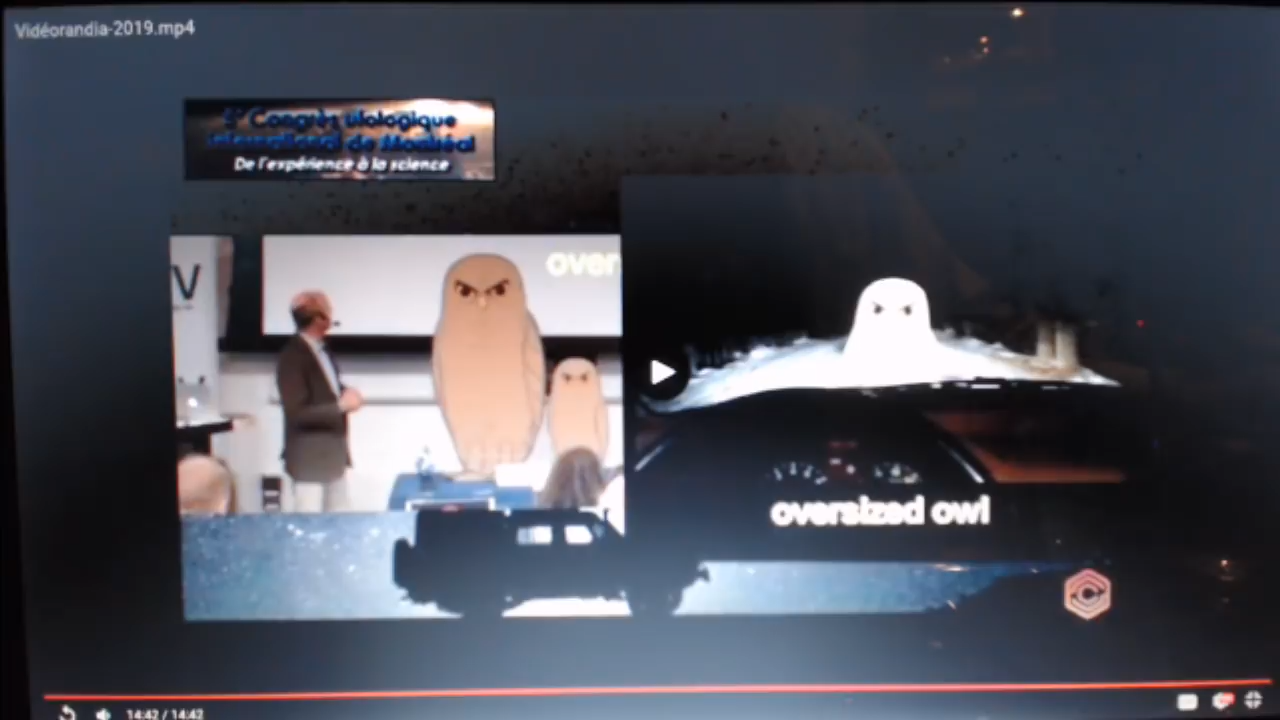 Vidéorandia-2019.mp4
5e Congrès ufologique
international de Montréal
De l'expérience à la science
V
over
oversized owl
14:42 / 14:42